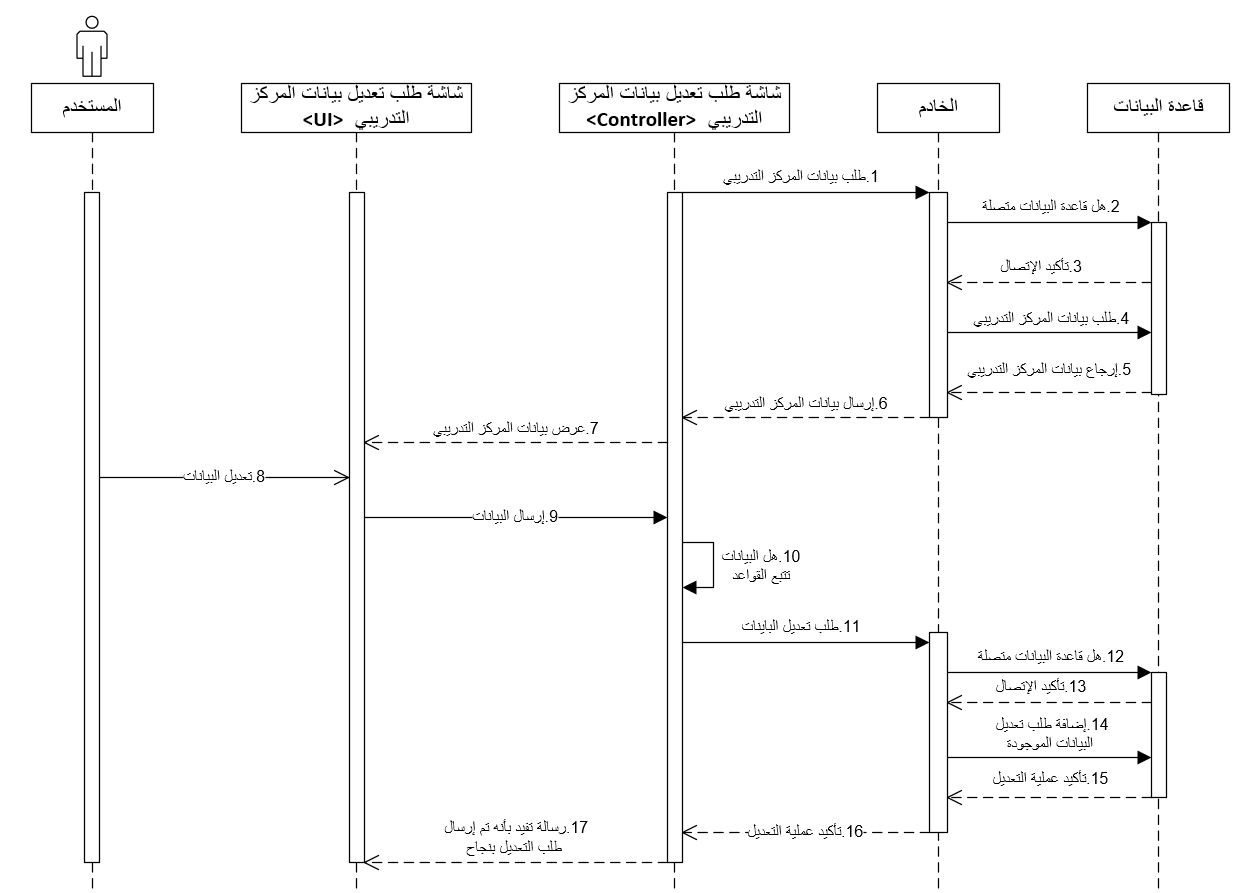 المستخدم
شاشة طلب تعديل بيانات المركز
التدريبي <UI>
شاشة طلب تعديل بيانات المركز
التدريبي <Controller>
الخادم
قاعدة البيانات
1.طلب بيانات المركز التدريبي
2.هل قاعدة البيانات متصلة
3.تأكيد الإتصال
4.طلب بيانات المركز التدريبي
5.إرجاع بيانات المركز التدريبي
6.إرسال بيانات المركز التدريبي
7.عرض بيانات المركز التدريبي
8.تعديل البيانات
9.إرسال البيانات
10.هل البيانات
تتبع القواعد
11.طلب تعديل الباينات
12.هل قاعدة البيانات متصلة
13.تأكيد الإتصال
14.إضافة طلب تعديل
البيانات الموجودة
15.تأكيد عملية التعديل
16.تأكيد عملية التعديل
17.رسالة تفيد بأنه تم إرسال
طلب التعديل بنجاح